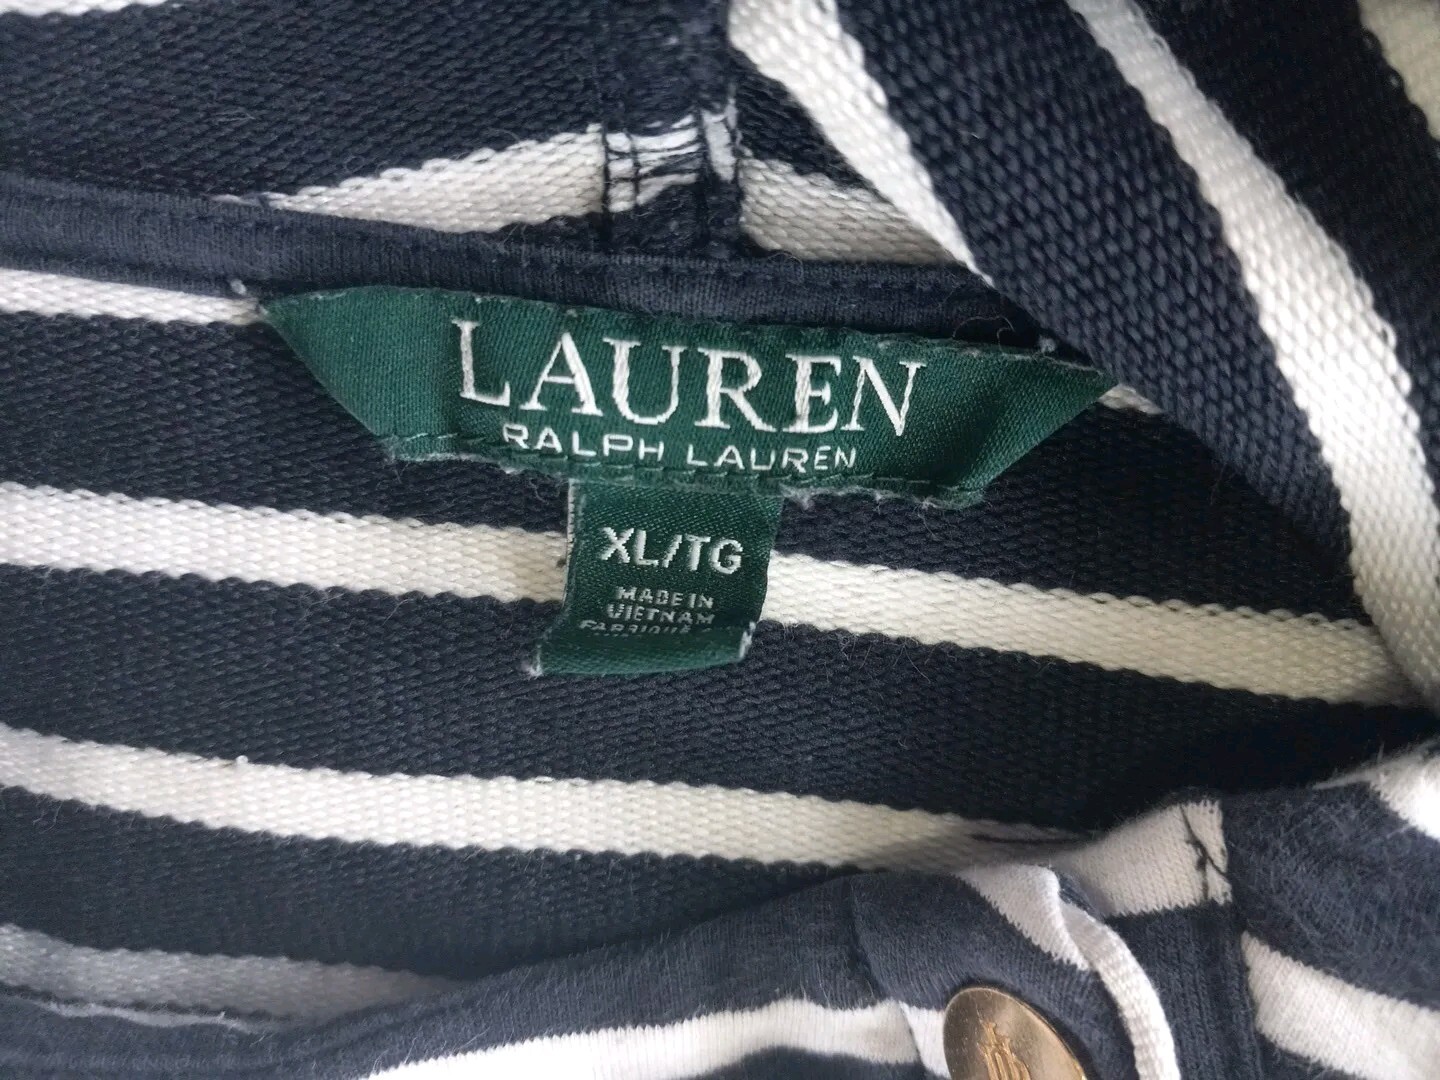 LAUREN
RALPH LAUREN
XL/TG
MADE IN
VIETNAM